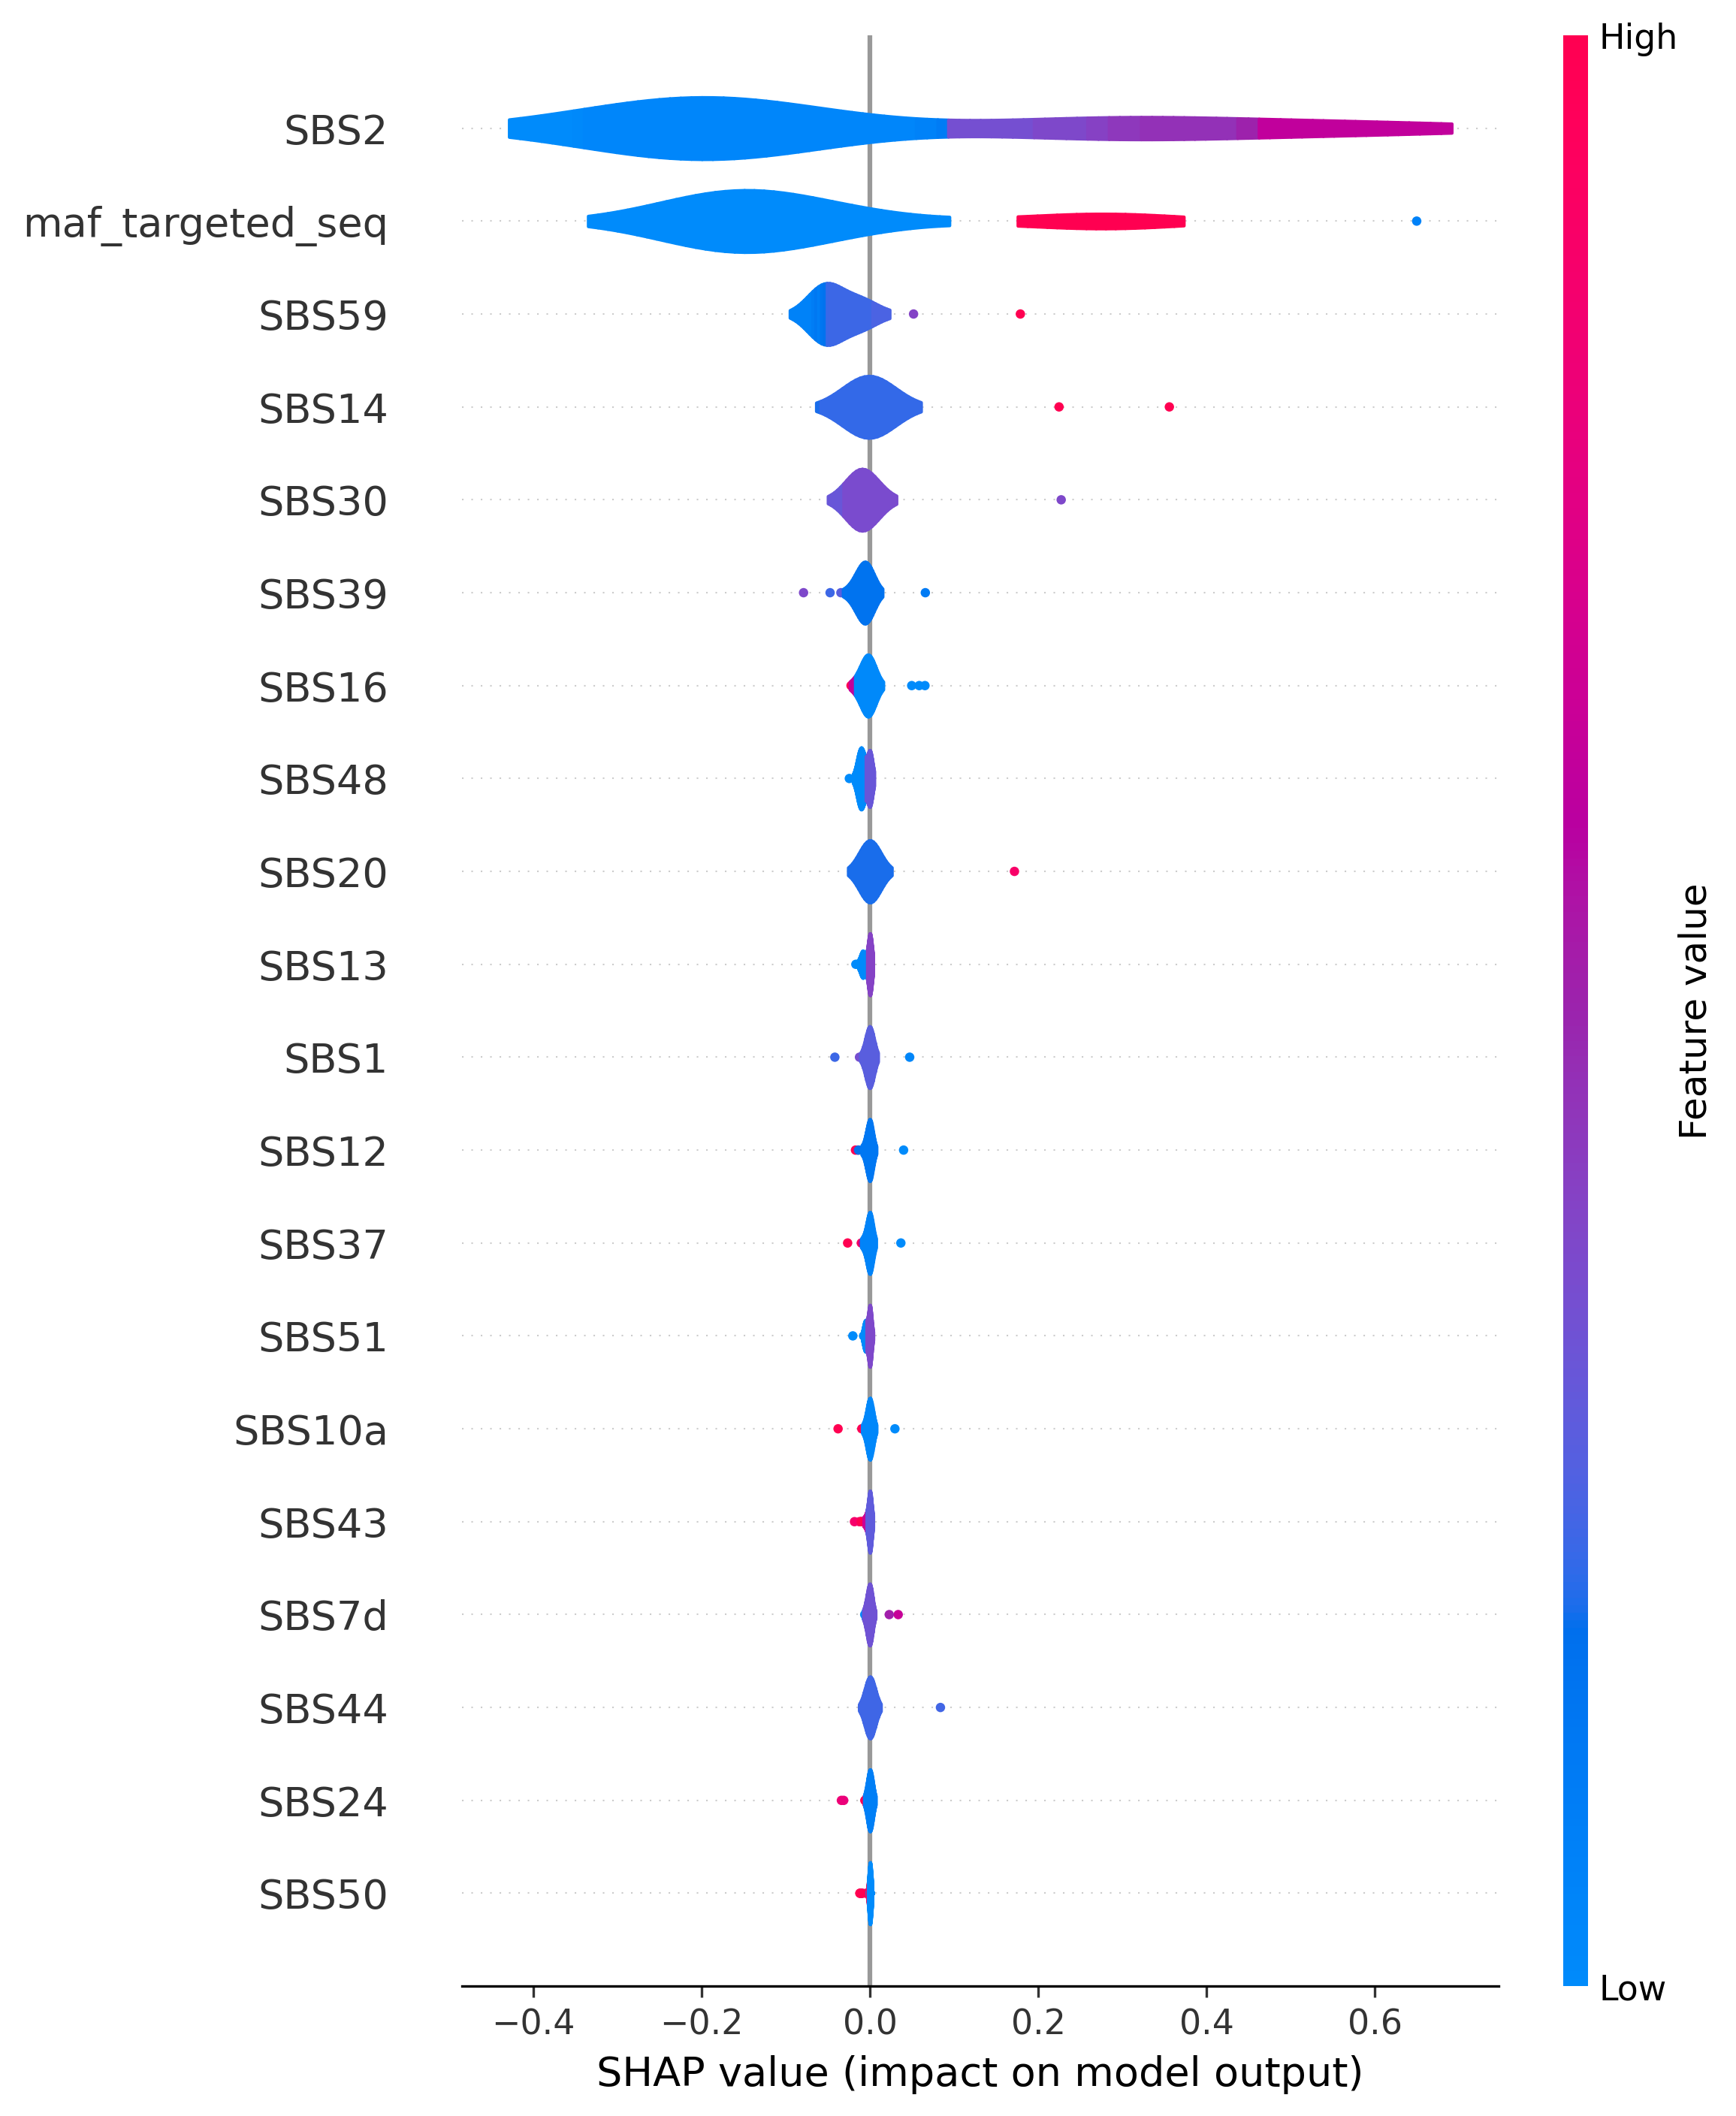 High
SBS2
maf_targeted_seq
SBS59
SBS14
SBS30
SBS39
SBS16
SBS48
SBS20
SBS13
SBS1
SBS12
SBS37
SBS51
SBS10a
SBS43
SBS7d
SBS44
SBS24
SBS50
Feature value
Low
−0.4 −0.2 0.0 0.2 0.4 0.6
SHAP value (impact on model output)